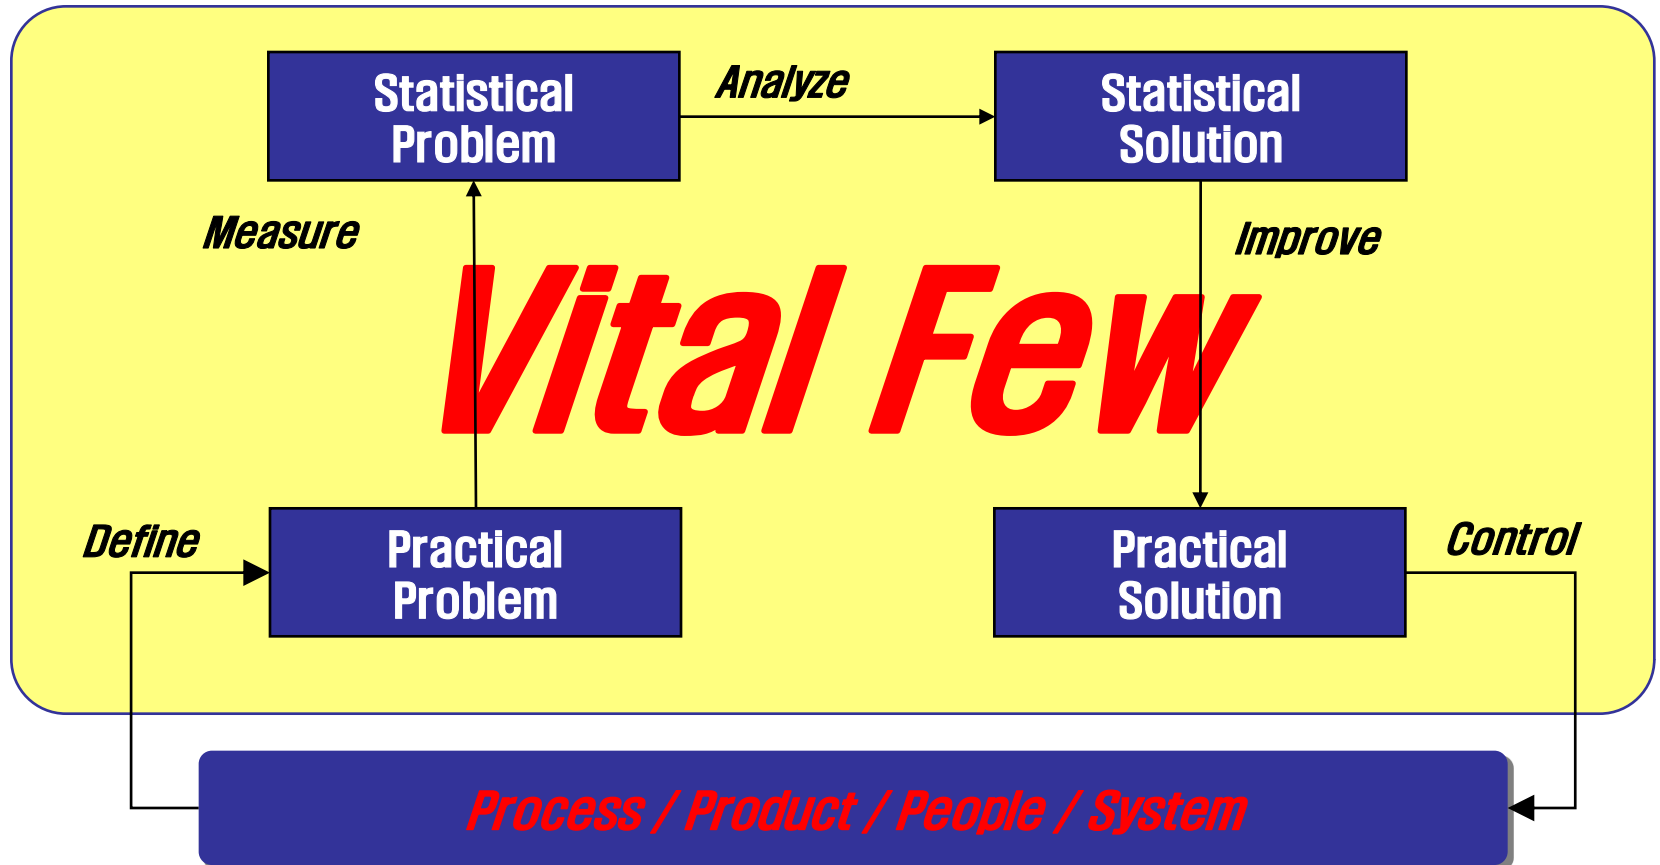 Statistical
Problem
Analyze
Statistical
Solution
Measure
Improve
Vital Few
Define
Practical
Problem
Practical
Solution
Control
Process / Product / People / System